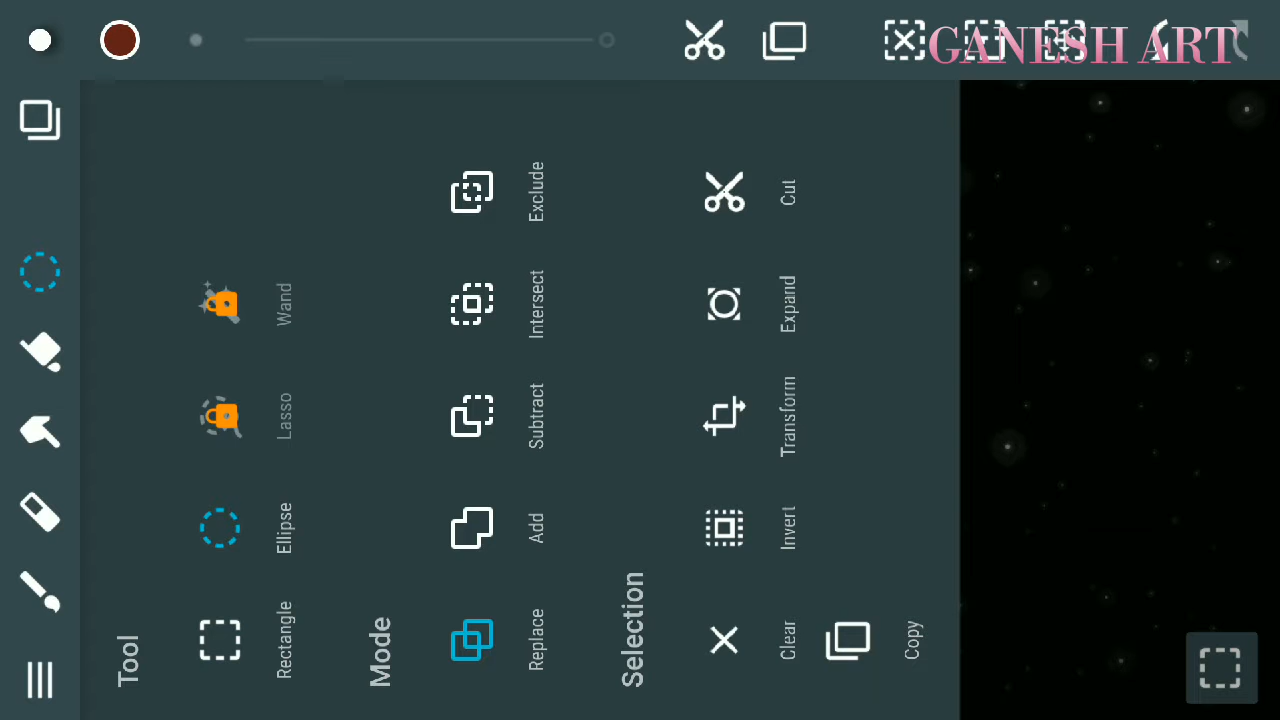 GANESH ART
Tool
Rectangle
Ellipse
Lasso
Wand
Mode
Replace
Add
Subtract
Intersect
Exclude
Selection
Clear
Invert
Transform
Expand
Cut
Copy